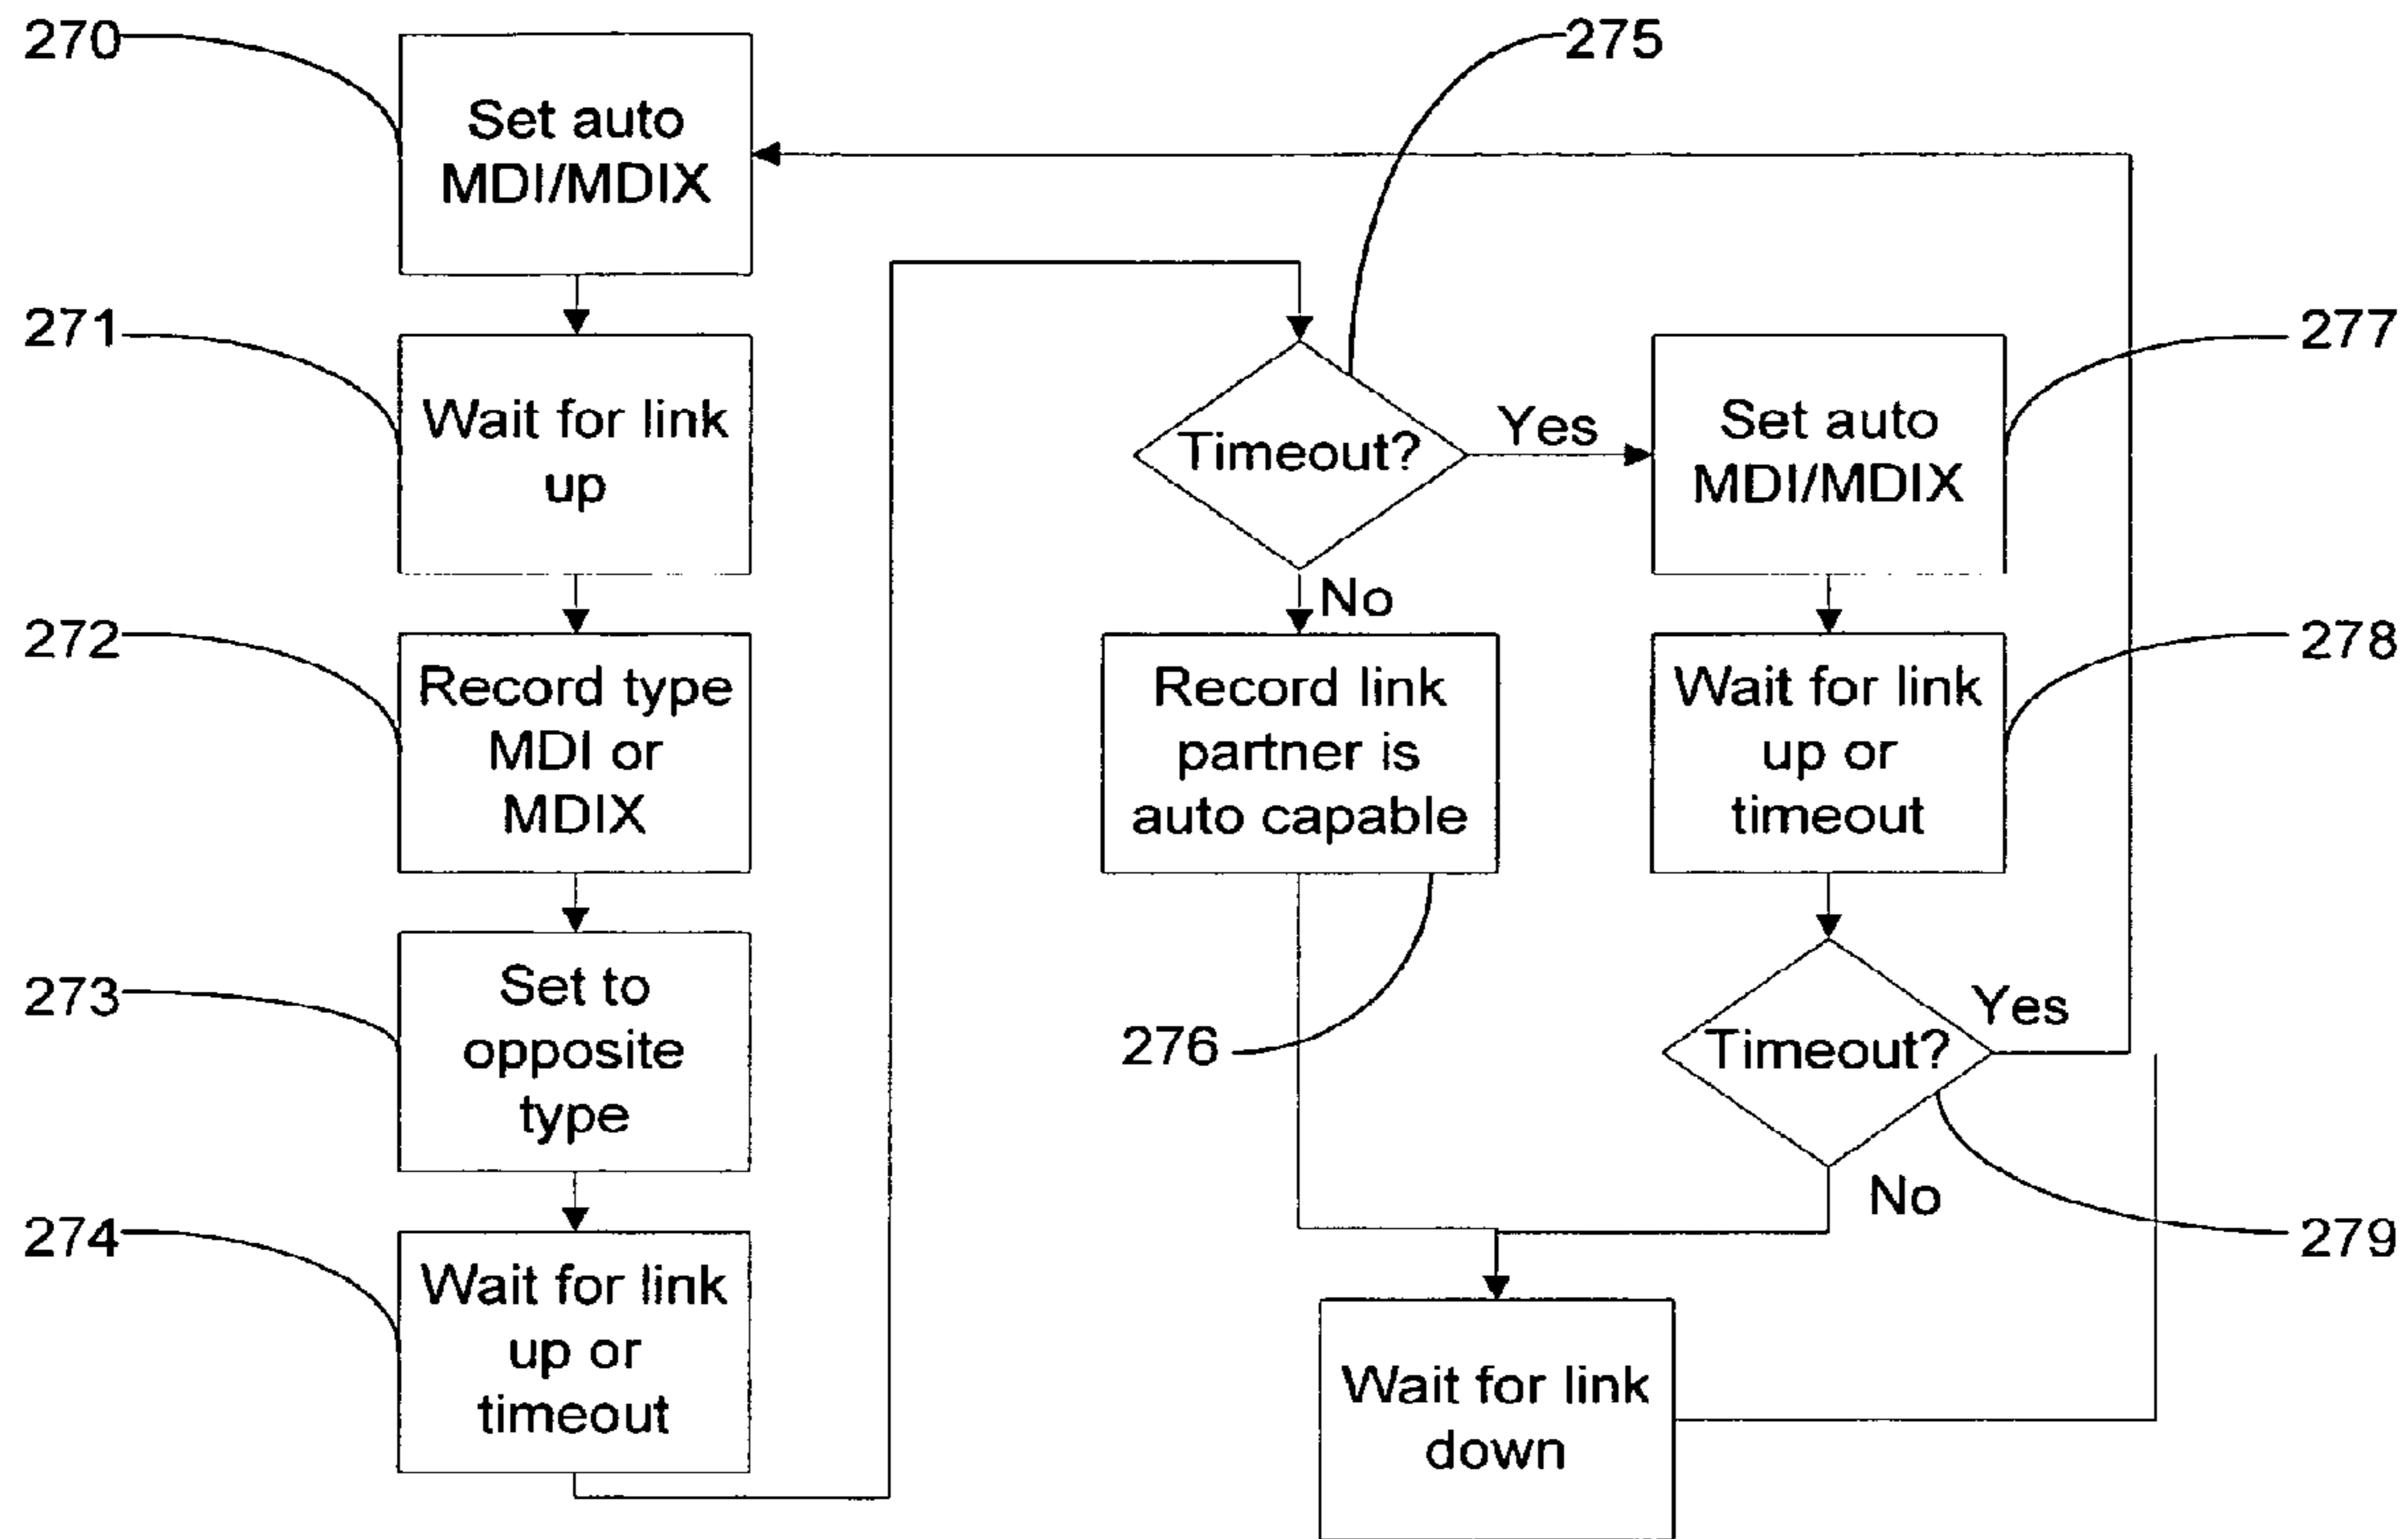 270
Set auto
MDI/MDIX
271
Wait for link
up
272
Record type
MDI or
MDIX
273
Set to
opposite
type
274
Wait for link
up or
timeout
275
Timeout?
Yes
No
Record link
partner is
auto capable
276
277
Set auto
MDI/MDIX
278
Wait for link
up or
timeout
Timeout?
Yes
No
279
Wait for link
down